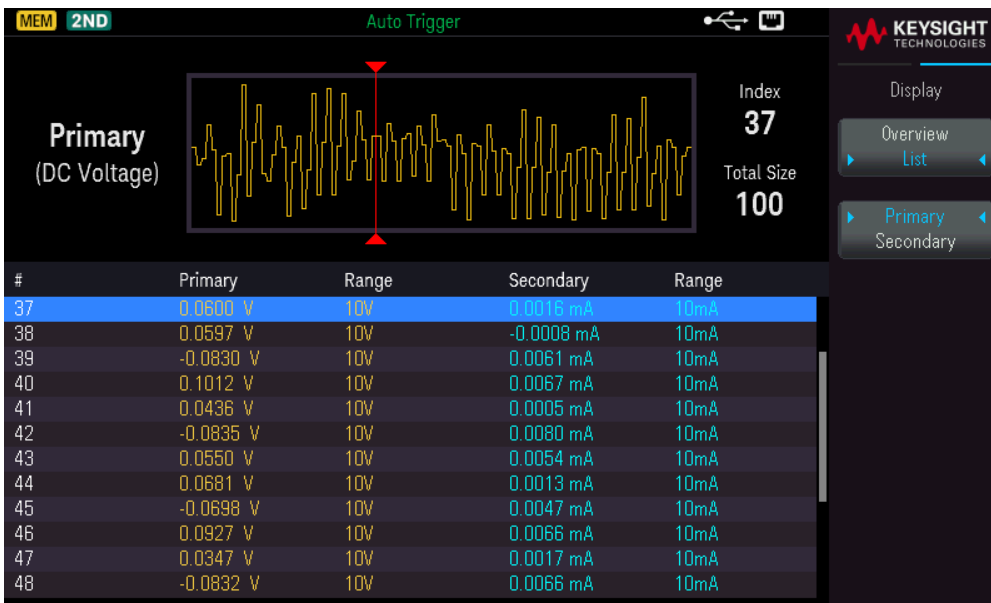 MEM 2ND Auto Trigger
KEYSIGHT
TECHNOLOGIES
Display
Overview
List
Primary
Secondary
Primary
(DC Voltage)
Index
37
Total Size
100
# Primary Range Secondary Range
37 0.0600 V 10V 0.0016 mA 10mA
38 0.0597 V 10V -0.0008 mA 10mA
39 -0.0830 V 10V 0.0061 mA 10mA
40 0.1012 V 10V 0.0067 mA 10mA
41 0.0436 V 10V 0.0005 mA 10mA
42 -0.0835 V 10V 0.0080 mA 10mA
43 0.0550 V 10V 0.0054 mA 10mA
44 0.0681 V 10V 0.0013 mA 10mA
45 -0.0698 V 10V 0.0047 mA 10mA
46 0.0927 V 10V 0.0066 mA 10mA
47 0.0347 V 10V 0.0017 mA 10mA
48 -0.0832 V 10V 0.0066 mA 10mA